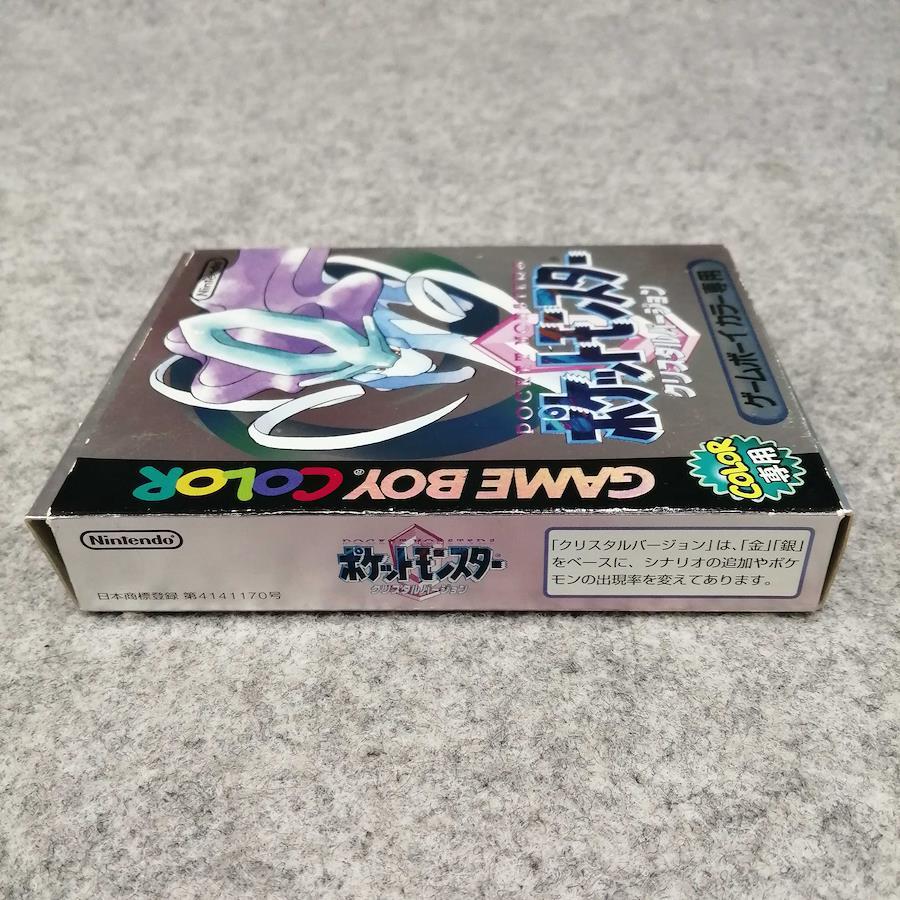 Nintendo
POCKET MONSTERS
ポケットモンスター
クリスタルバージョン
ゲームボーイカラー専用
GAME BOY COLOR®
COLOR
専用
Nintendo®
POCKET MONSTERS
ポケットモンスター
クリスタルバージョン
日本商標登録 第4141170号
「クリスタルバージョン」は、「金」「銀」
をベースに、シナリオの追加やポケ
モンの出現率を変えてあります。